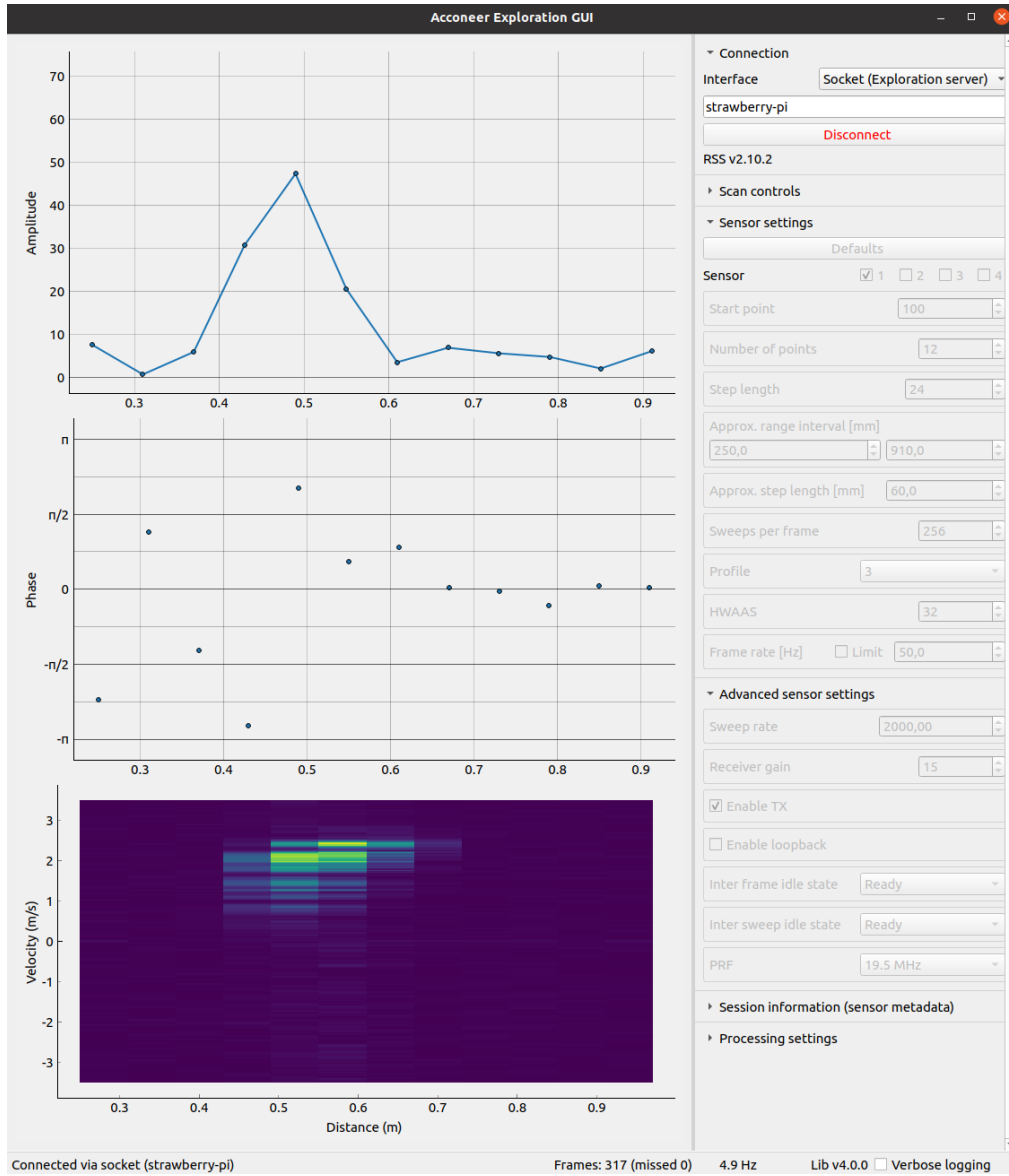 Acconeer Exploration GUI
Amplitude
70
60
50
40
30
20
10
0
0.3 0.4 0.5 0.6 0.7 0.8 0.9
Phase
π
π/2
0
-π/2
-π
0.3 0.4 0.5 0.6 0.7 0.8 0.9
Velocity (m/s)
3
2
1
0
-1
-2
-3
0.3 0.4 0.5 0.6 0.7 0.8 0.9
Distance (m)
Connection
Interface Socket (Exploration server)
strawberry-pi
Disconnect
RSS v2.10.2
Scan controls
Sensor settings
Defaults
Sensor 1 2 3 4
Start point 100
Number of points 12
Step length 24
Approx. range interval [mm]
250,0 910,0
Approx. step length [mm] 60,0
Sweeps per frame 256
Profile 3
HWAAS 32
Frame rate [Hz] Limit 50,0
Advanced sensor settings
Sweep rate 2000,00
Receiver gain 15
Enable TX
Enable loopback
Inter frame idle state Ready
Inter sweep idle state Ready
PRF 19.5 MHz
Session information (sensor metadata)
Processing settings
Connected via socket (strawberry-pi) Frames: 317 (missed 0) 4.9 Hz Lib v4.0.0 Verbose logging